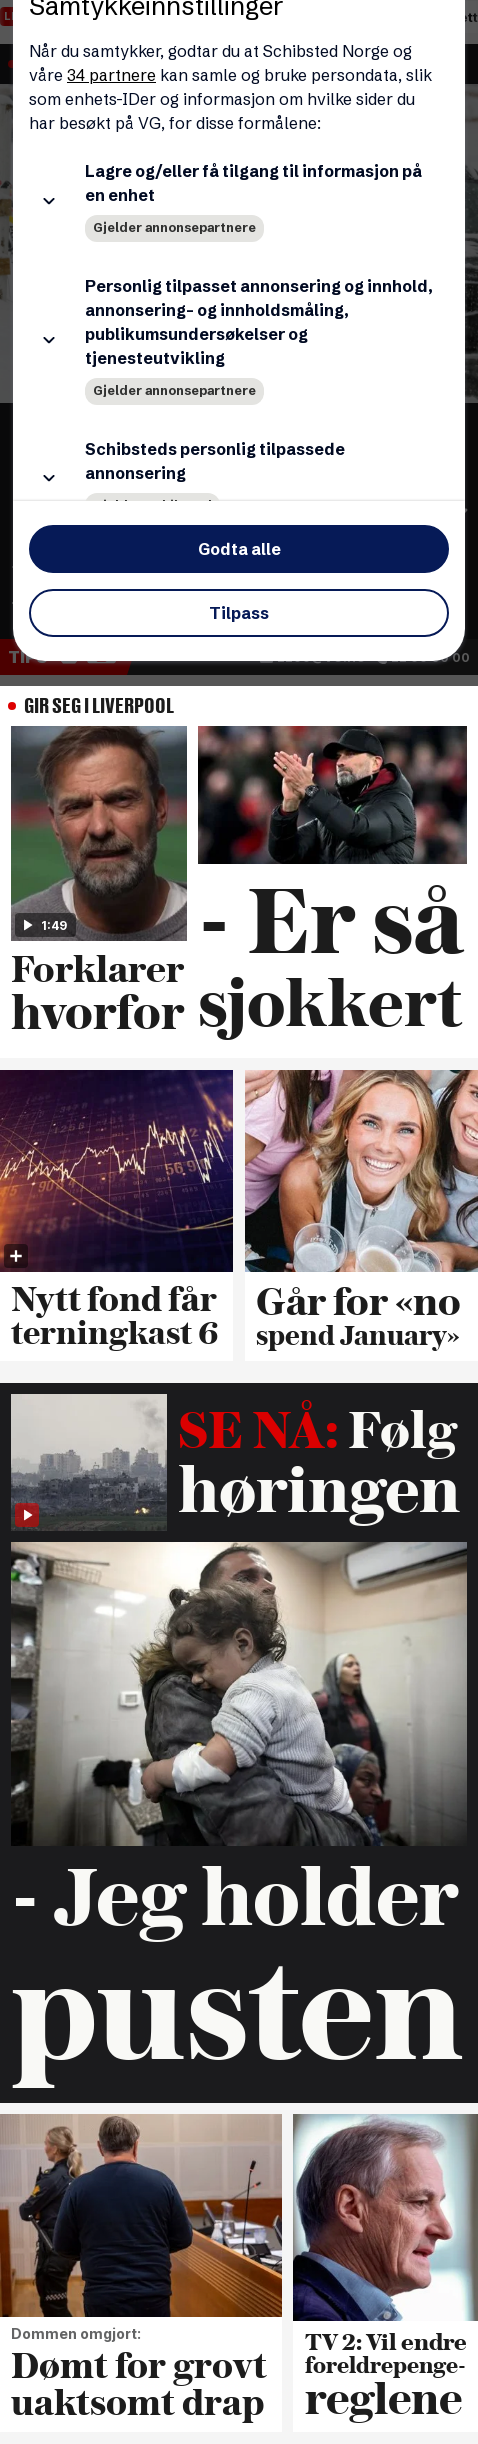 Samtykkeinnstillinger
Når du samtykker, godtar du at Schibsted Norge og
våre 34 partnere kan samle og bruke persondata, slik
som enhets-IDer og informasjon om hvilke sider du
har besøkt på VG, for disse formålene:
Lagre og/eller få tilgang til informasjon på
en enhet
Gjelder annonsepartnere
Personlig tilpasset annonsering og innhold,
annonsering- og innholdsmåling,
publikumsundersøkelser og
tjenesteutvikling
Gjelder annonsepartnere
Schibsteds personlig tilpassede
annonsering
Godta alle
Tilpass
GIR SEG I LIVERPOOL
1:49
Forklarer
hvorfor
- Er så
sjokkert
56,9
Nytt fond får
terningkast 6
Går for «no
spend January»
SE NÅ: Følg
høringen
- Jeg holder
pusten
Dommen omgjort:
Dømt for grovt
uaktsomt drap
TV 2: Vil endre
foreldrepenge-
reglene